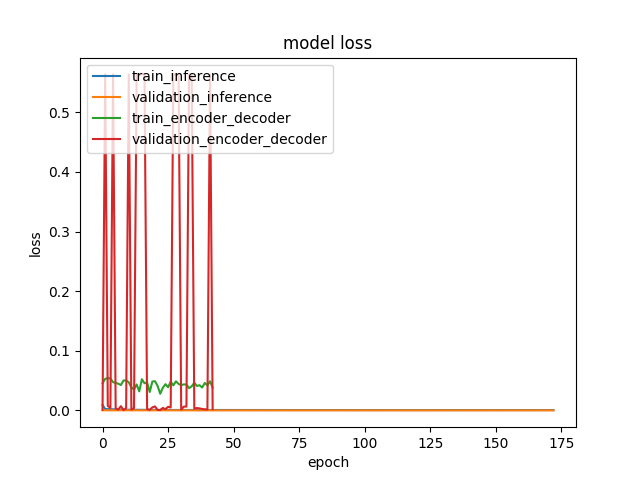 model loss
train_inference
validation_inference
train_encoder_decoder
validation_encoder_decoder
loss
0.5
0.4
0.3
0.2
0.1
0.0
0 25 50 75 100 125 150 175
epoch